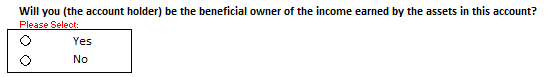 Will you (the account holder) be the beneficial owner of the income earned by the assets in this account?
Please Select:
Yes
No